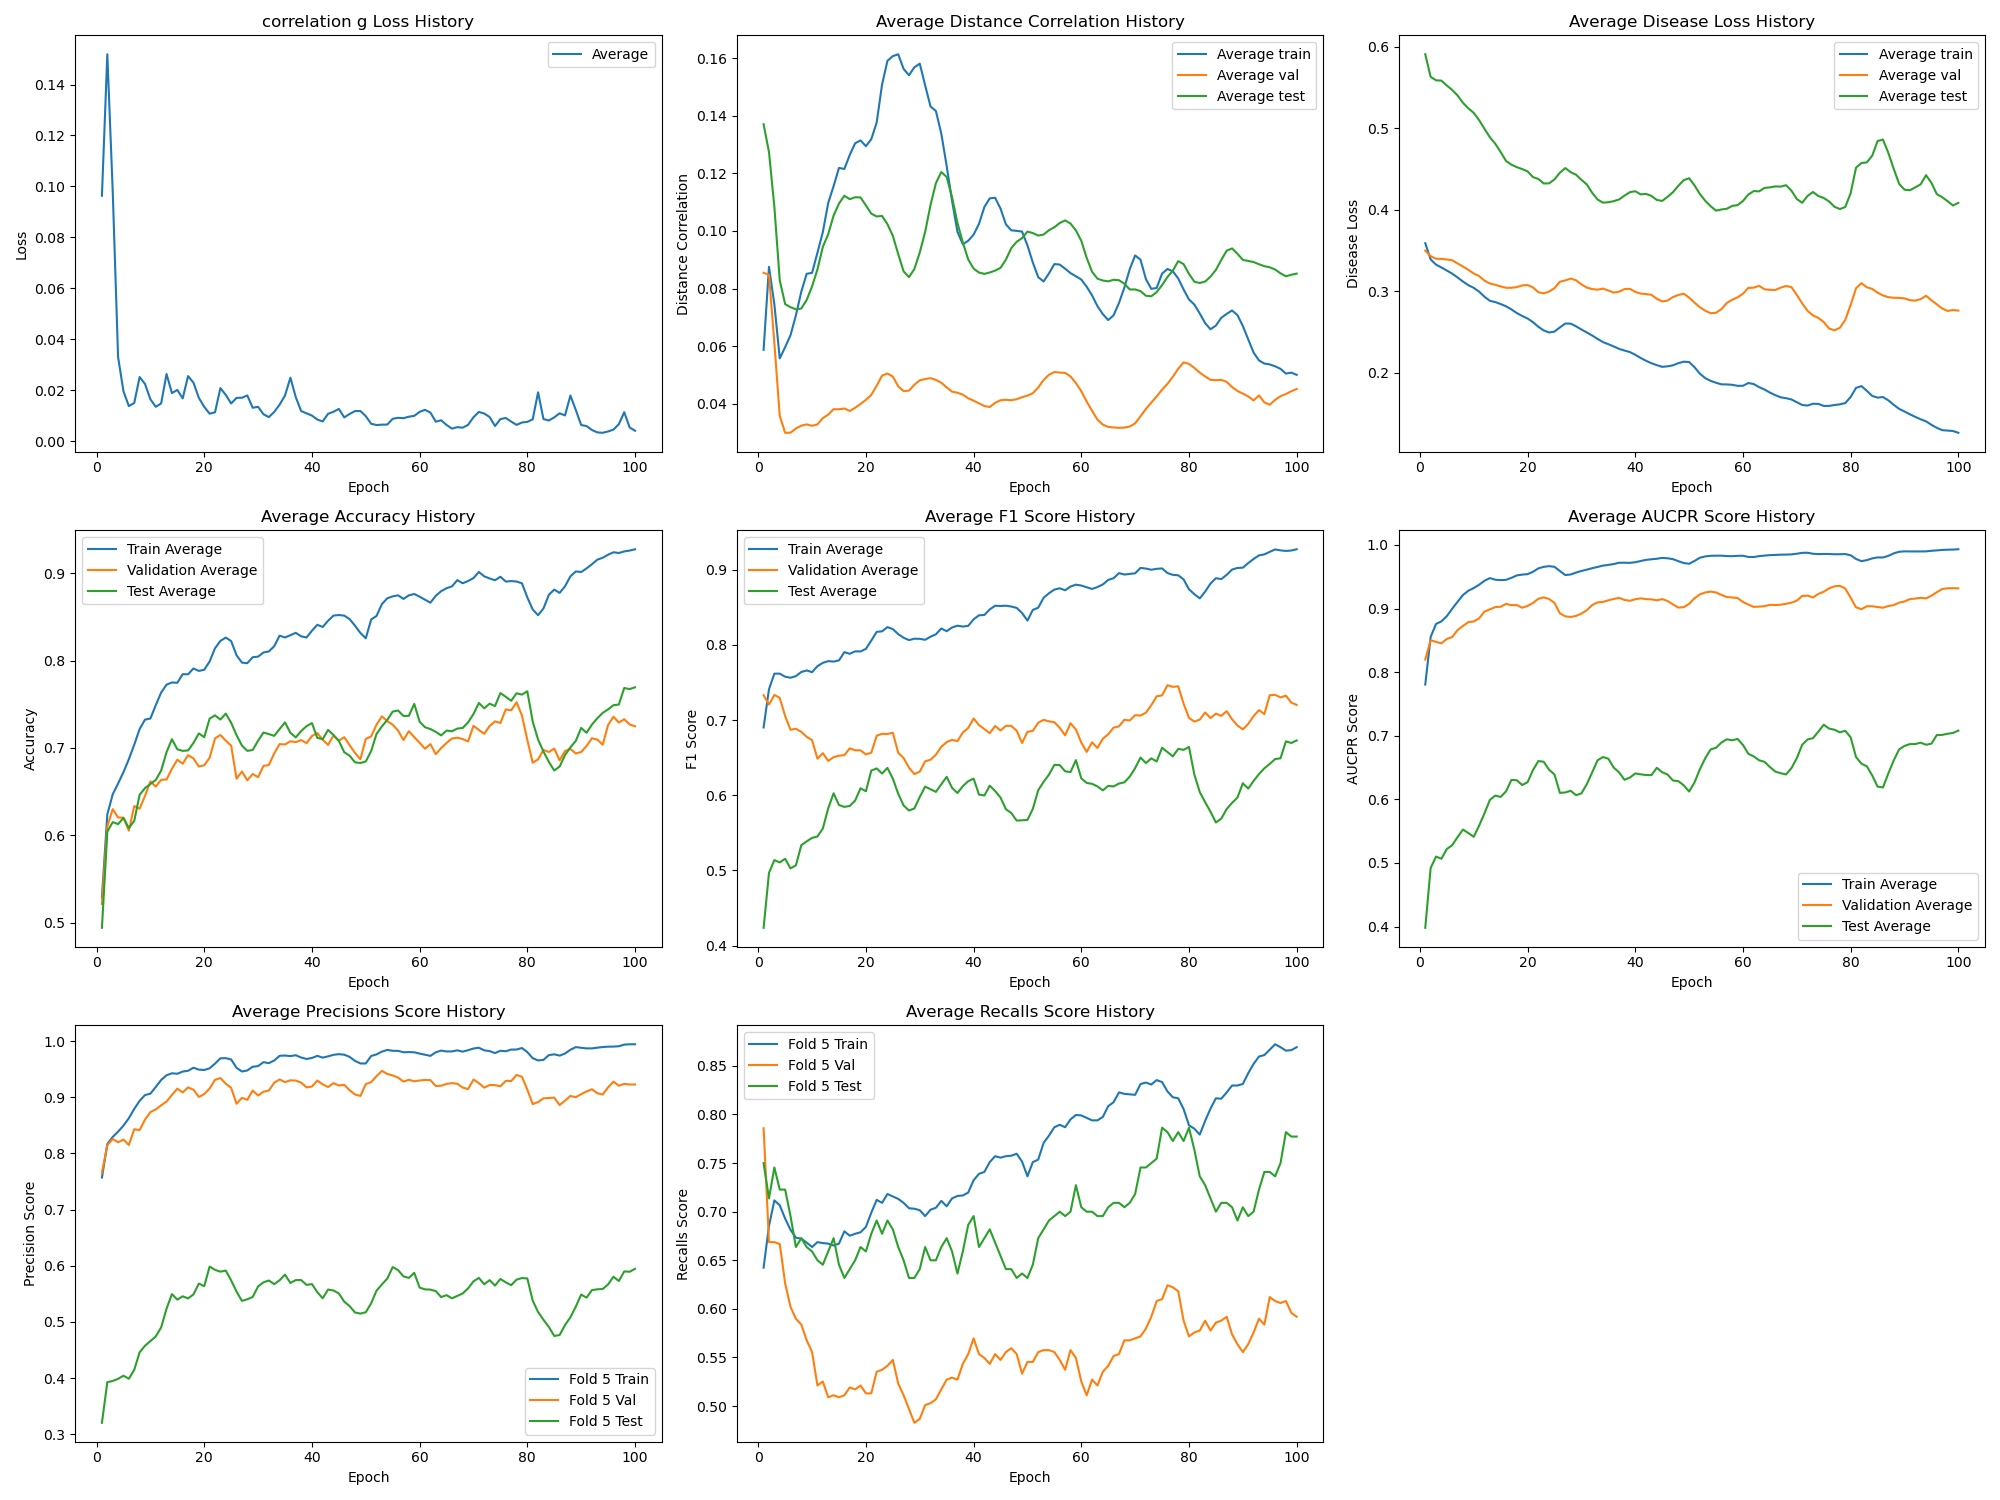 correlation g Loss History
Average
0.14
0.12
0.10
0.08
0.06
0.04
0.02
0.00
Loss
0 20 40 60 80 100
Epoch
Average Distance Correlation History
Average train
Average val
Average test
0.16
0.14
0.12
0.10
0.08
0.06
0.04
Distance Correlation
0 20 40 60 80 100
Epoch
Average Disease Loss History
Average train
Average val
Average test
0.6
0.5
0.4
0.3
0.2
Disease Loss
0 20 40 60 80 100
Epoch
Average Accuracy History
Train Average
Validation Average
Test Average
0.9
0.8
0.7
0.6
0.5
Accuracy
0 20 40 60 80 100
Epoch
Average F1 Score History
Train Average
Validation Average
Test Average
0.9
0.8
0.7
0.6
0.5
0.4
F1 Score
0 20 40 60 80 100
Epoch
Average AUCPR Score History
1.0
0.9
0.8
0.7
0.6
0.5
0.4
AUCPR Score
Train Average
Validation Average
Test Average
0 20 40 60 80 100
Epoch
Average Precisions Score History
1.0
0.9
0.8
0.7
0.6
0.5
0.4
0.3
Precision Score
Fold 5 Train
Fold 5 Val
Fold 5 Test
0 20 40 60 80 100
Epoch
Average Recalls Score History
Fold 5 Train
Fold 5 Val
Fold 5 Test
0.85
0.80
0.75
0.70
0.65
0.60
0.55
0.50
Recalls Score
0 20 40 60 80 100
Epoch